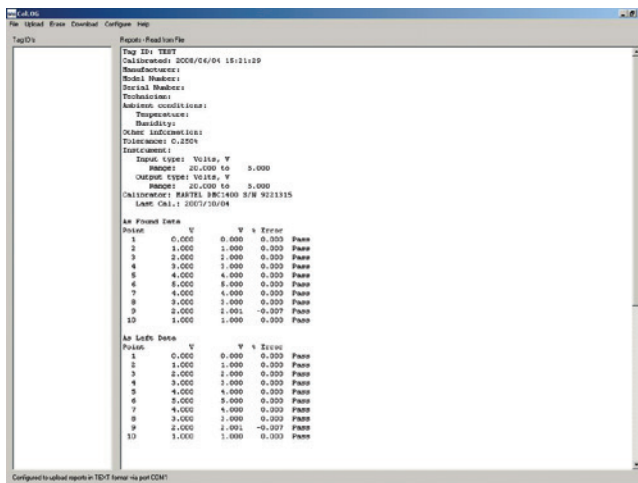 CalLOG
File Upload Erase Download Configure Help
Tag ID's
Reports - Read from File
Tag ID: TEST
Calibrated: 2008/06/04 15:21:29
Manufacturer:
Model Number:
Serial Number:
Technician:
Ambient conditions:
Temperature:
Humidity:
Other information:
Tolerance: 0.250%
Instrument:
Input type: Volts, V
Range: 20.000 to 5.000
Output type: Volts, V
Range: 20.000 to 5.000
Calibrator: MARTEL DBC1400 S/N 9221315
Last Cal.: 2007/10/04
As Found Data
Point V V % Error
1 0.000 0.000 0.000 Pass
2 1.000 1.000 0.000 Pass
3 2.000 2.000 0.000 Pass
4 3.000 3.000 0.000 Pass
5 4.000 4.000 0.000 Pass
6 5.000 5.000 0.000 Pass
7 4.000 4.000 0.000 Pass
8 3.000 3.000 0.000 Pass
9 2.000 2.001 -0.007 Pass
10 1.000 1.000 0.000 Pass
As Left Data
Point V V % Error
1 0.000 0.000 0.000 Pass
2 1.000 1.000 0.000 Pass
3 2.000 2.000 0.000 Pass
4 3.000 3.000 0.000 Pass
5 4.000 4.000 0.000 Pass
6 5.000 5.000 0.000 Pass
7 4.000 4.000 0.000 Pass
8 3.000 3.000 0.000 Pass
9 2.000 2.001 -0.007 Pass
10 1.000 1.000 0.000 Pass
Configured to upload reports in TEXT format via port COM1